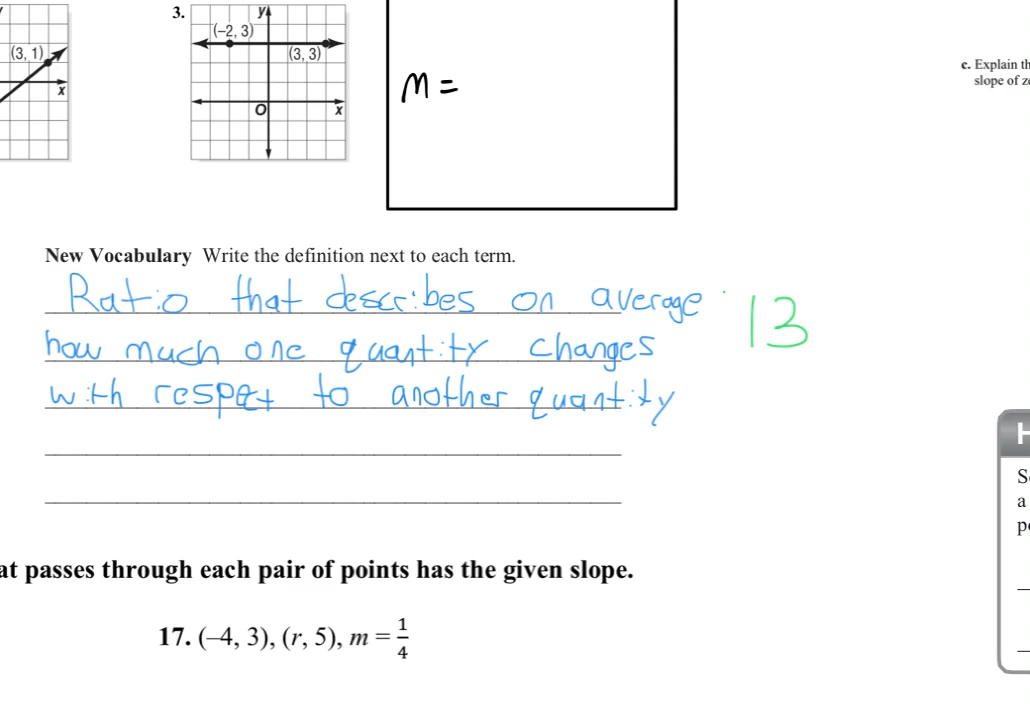 3.
y
(–2, 3)
(3, 3)
O
x
(3, 1)
x
m =
c. Explain th
slope of ze
New Vocabulary Write the definition next to each term.
Ratio that describes on average
how much one quantity changes
with respect to another quantity
13
H
S
a
p
at passes through each pair of points has the given slope.
17. (–4, 3), (r, 5), m = 1/4